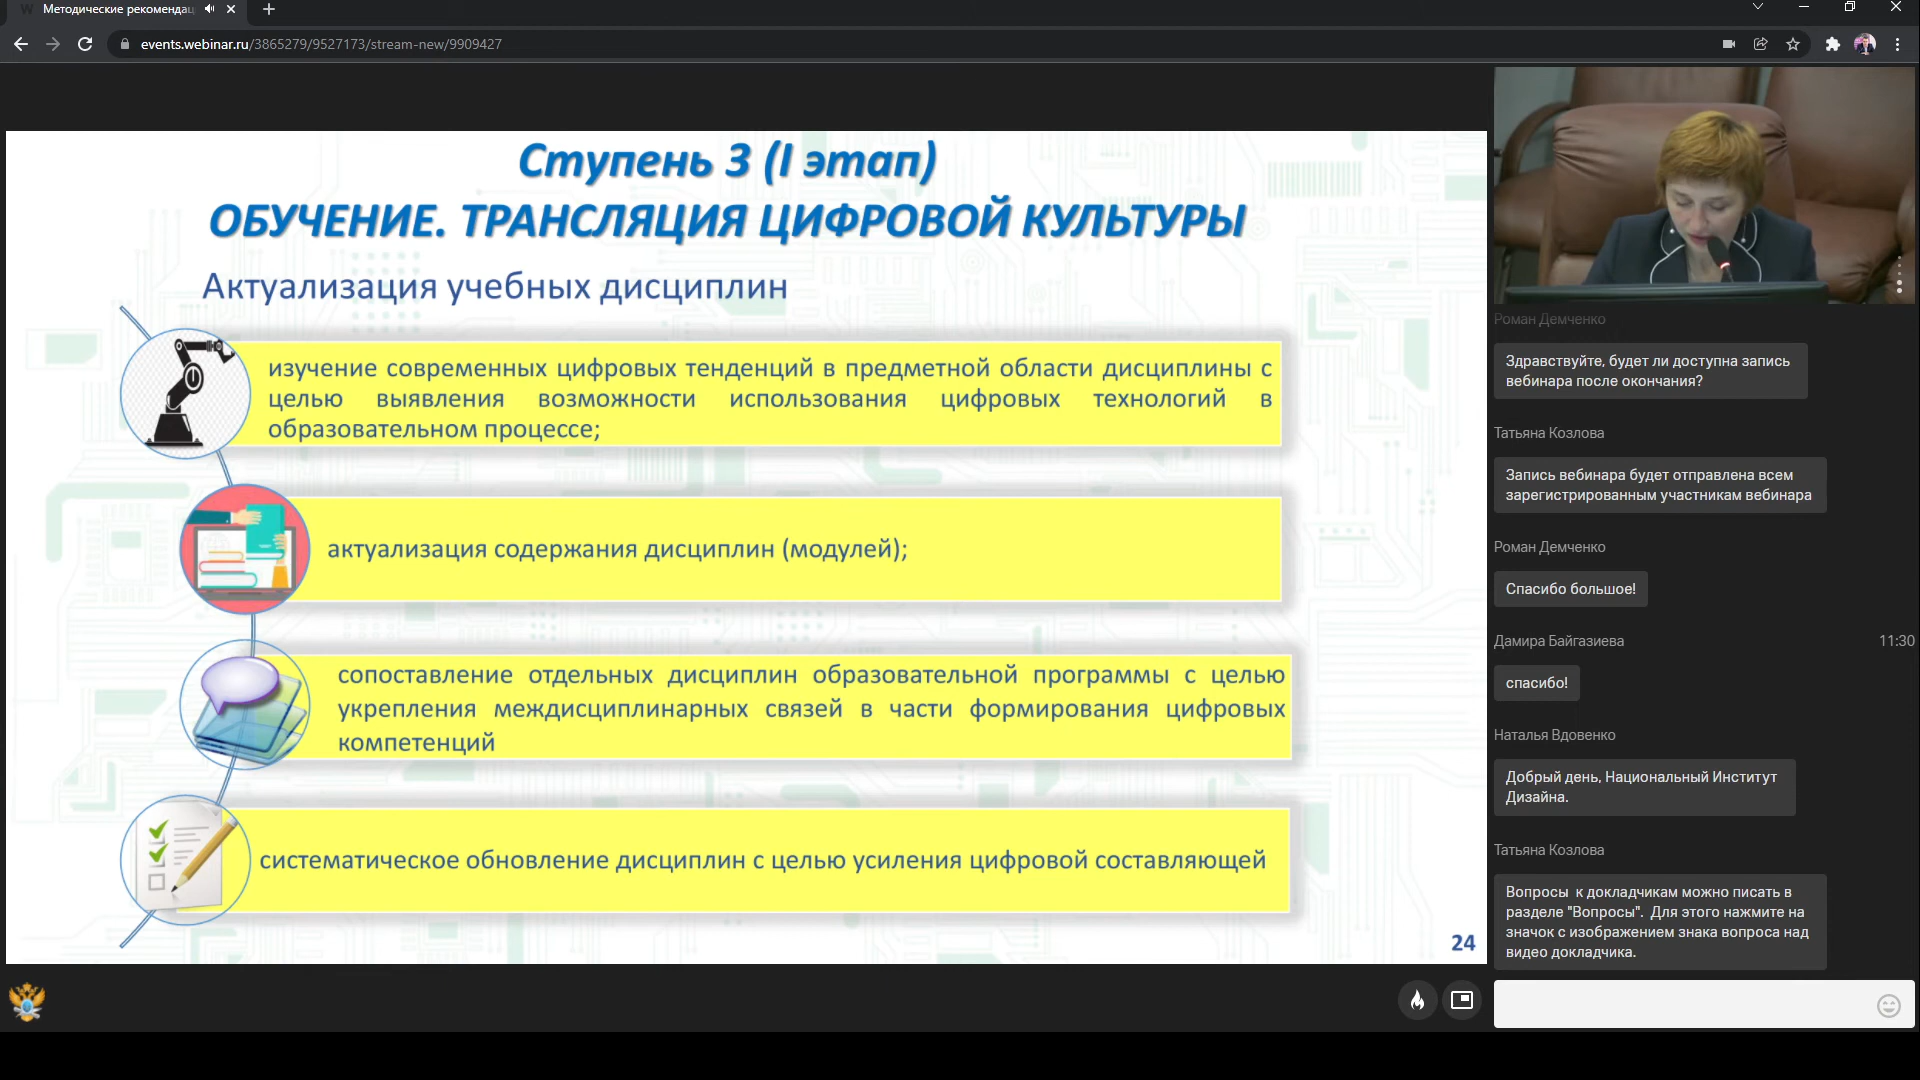 Методические рекомендац
events.webinar.ru/3865279/9527173/stream-new/9909427
Ступень 3 (I этап)
ОБУЧЕНИЕ. ТРАНСЛЯЦИЯ ЦИФРОВОЙ КУЛЬТУРЫ
Актуализация учебных дисциплин
изучение современных цифровых тенденций в предметной области дисциплины с
целью выявления возможности использования цифровых технологий в
образовательном процессе;
актуализация содержания дисциплин (модулей);
сопоставление отдельных дисциплин образовательной программы с целью
укрепления междисциплинарных связей в части формирования цифровых
компетенций
систематическое обновление дисциплин с целью усиления цифровой составляющей
24
Роман Демченко
Здравствуйте, будет ли доступна запись
вебинара после окончания?
Татьяна Козлова
Запись вебинара будет отправлена всем
зарегистрированным участникам вебинара
Роман Демченко
Спасибо большое!
Дамира Байгазиева 11:30
спасибо!
Наталья Вдовенко
Добрый день, Национальный Институт
Дизайна.
Татьяна Козлова
Вопросы к докладчикам можно писать в
разделе "Вопросы". Для этого нажмите на
значок с изображением знака вопроса над
видео докладчика.